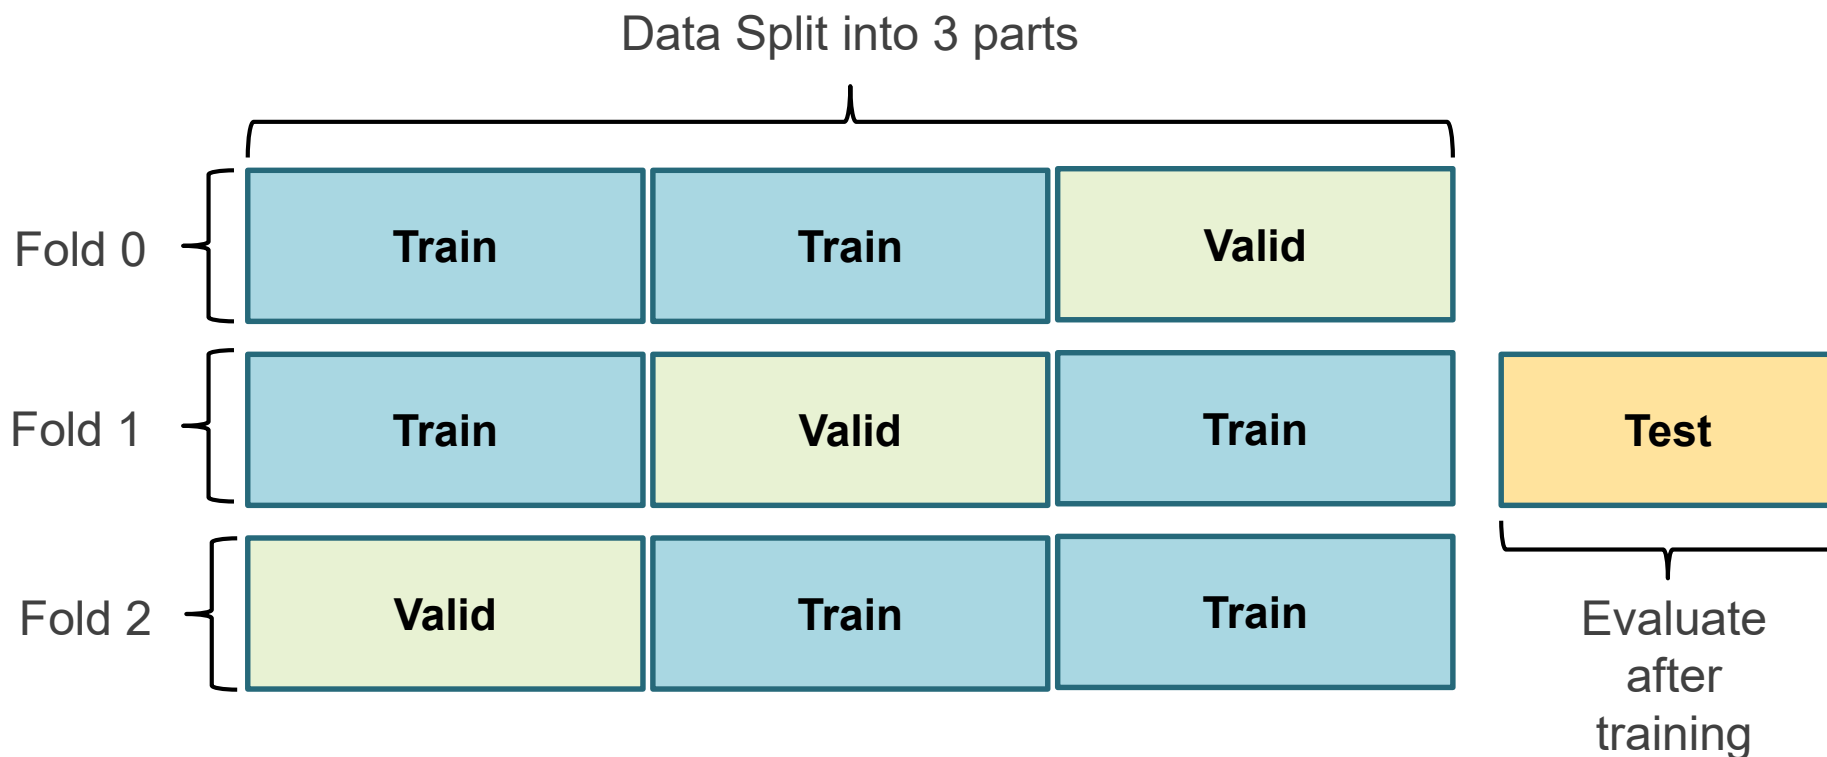 Data Split into 3 parts
Fold 0
Train
Train
Valid
Fold 1
Train
Valid
Train
Test
Fold 2
Valid
Train
Train
Evaluate
after
training